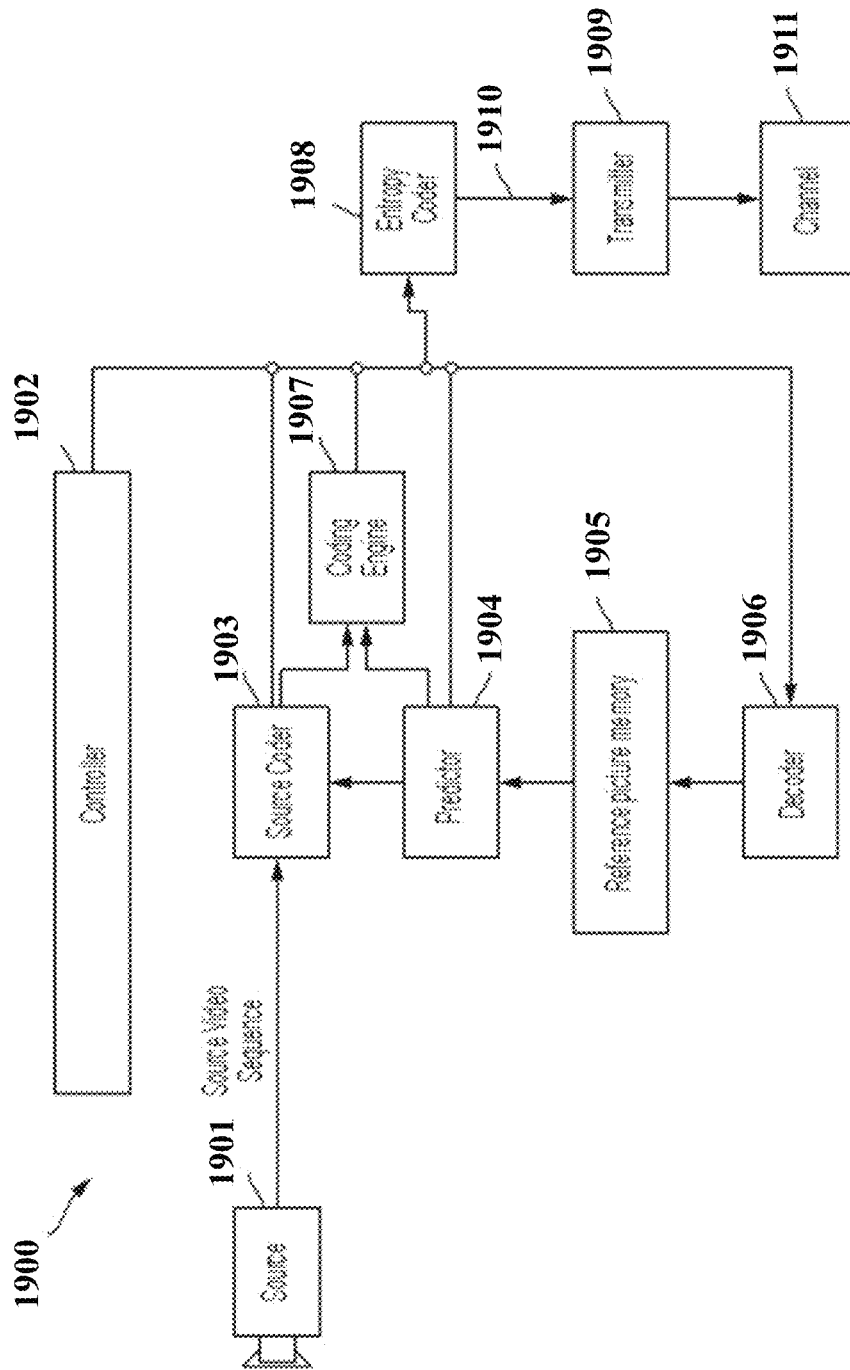 1900
1901
Source
Source Video
Sequence
1902
Controller
1903
Source Coder
1907
Coding
Engine
1904
Predictor
1905
Reference picture memory
1906
Decoder
1908
Entropy
Coder
1910
1909
Transmitter
1911
Channel